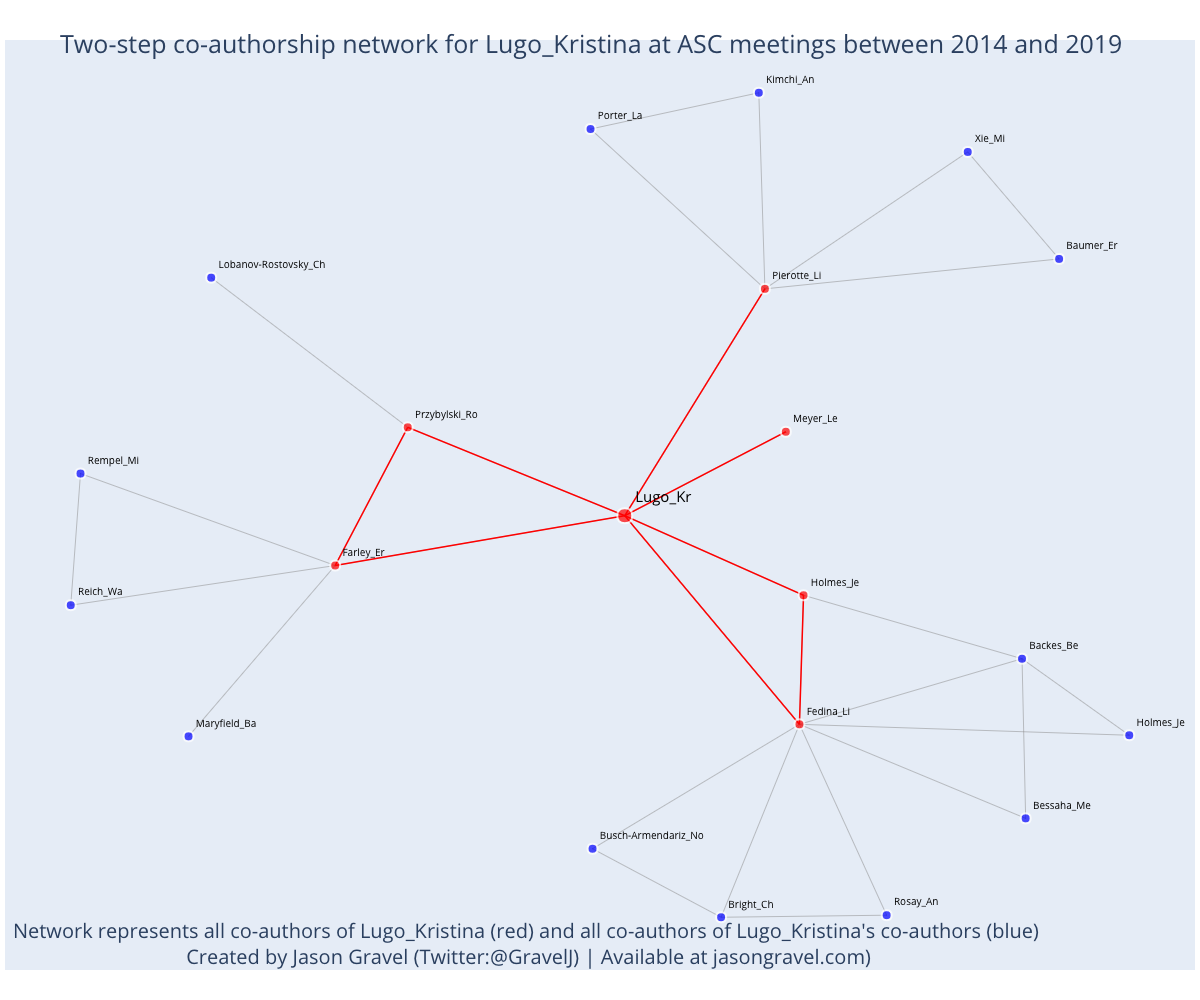 Two-step co-authorship network for Lugo_Kristina at ASC meetings between 2014 and 2019
Kimchi_An
Porter_La
Xie_Mi
Baumer_Er
Lobanov-Rostovsky_Ch
Pierotte_Li
Przybylski_Ro
Meyer_Le
Rempel_Mi
Lugo_Kr
Farley_Er
Reich_Wa
Holmes_Je
Backes_Be
Fedina_Li
Maryfield_Ba
Holmes_Je
Bessaha_Me
Busch-Armendariz_No
Bright_Ch
Rosay_An
Network represents all co-authors of Lugo_Kristina (red) and all co-authors of Lugo_Kristina's co-authors (blue)
Created by Jason Gravel (Twitter:@GravelJ) | Available at jasongravel.com)